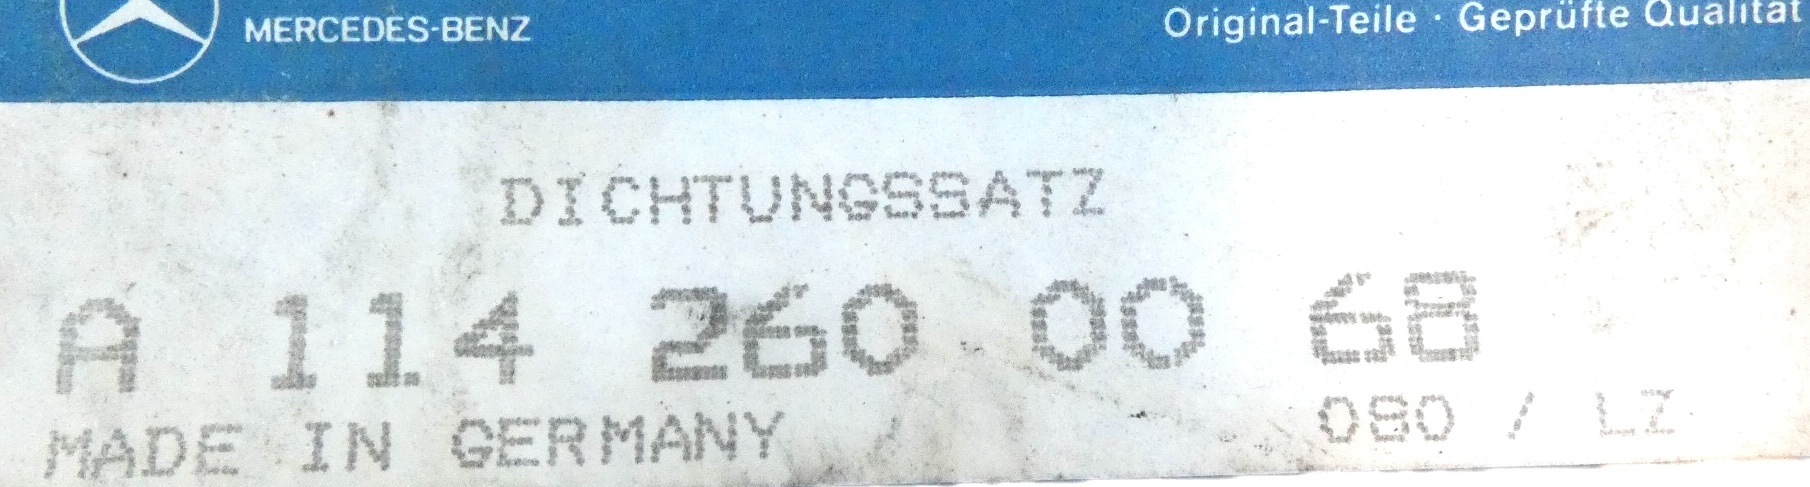 MERCEDES-BENZ
Original-Teile · Geprüfte Qualität
DICHTUNGSSATZ
A 114 260 00 68
MADE IN GERMANY
080 / LZ